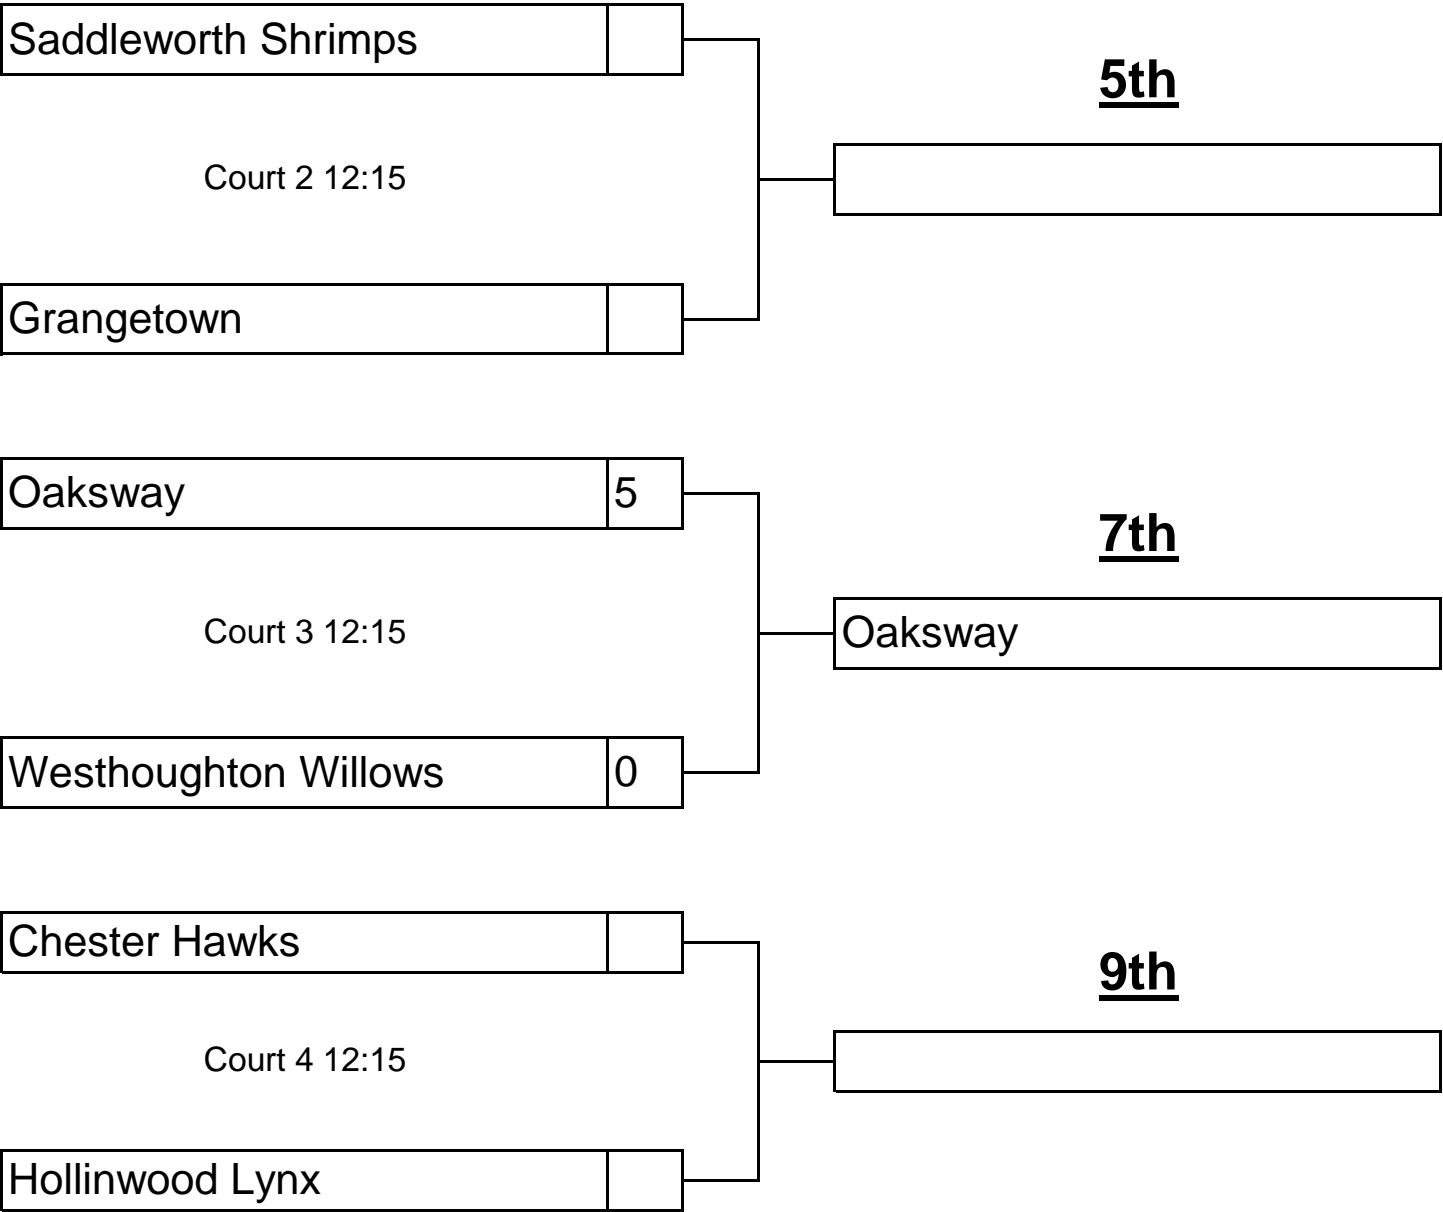 Saddleworth Shrimps
5th
Court 2 12:15
Grangetown
Oaksway 5
7th
Court 3 12:15
Oaksway
Westhoughton Willows 0
Chester Hawks
9th
Court 4 12:15
Hollinwood Lynx